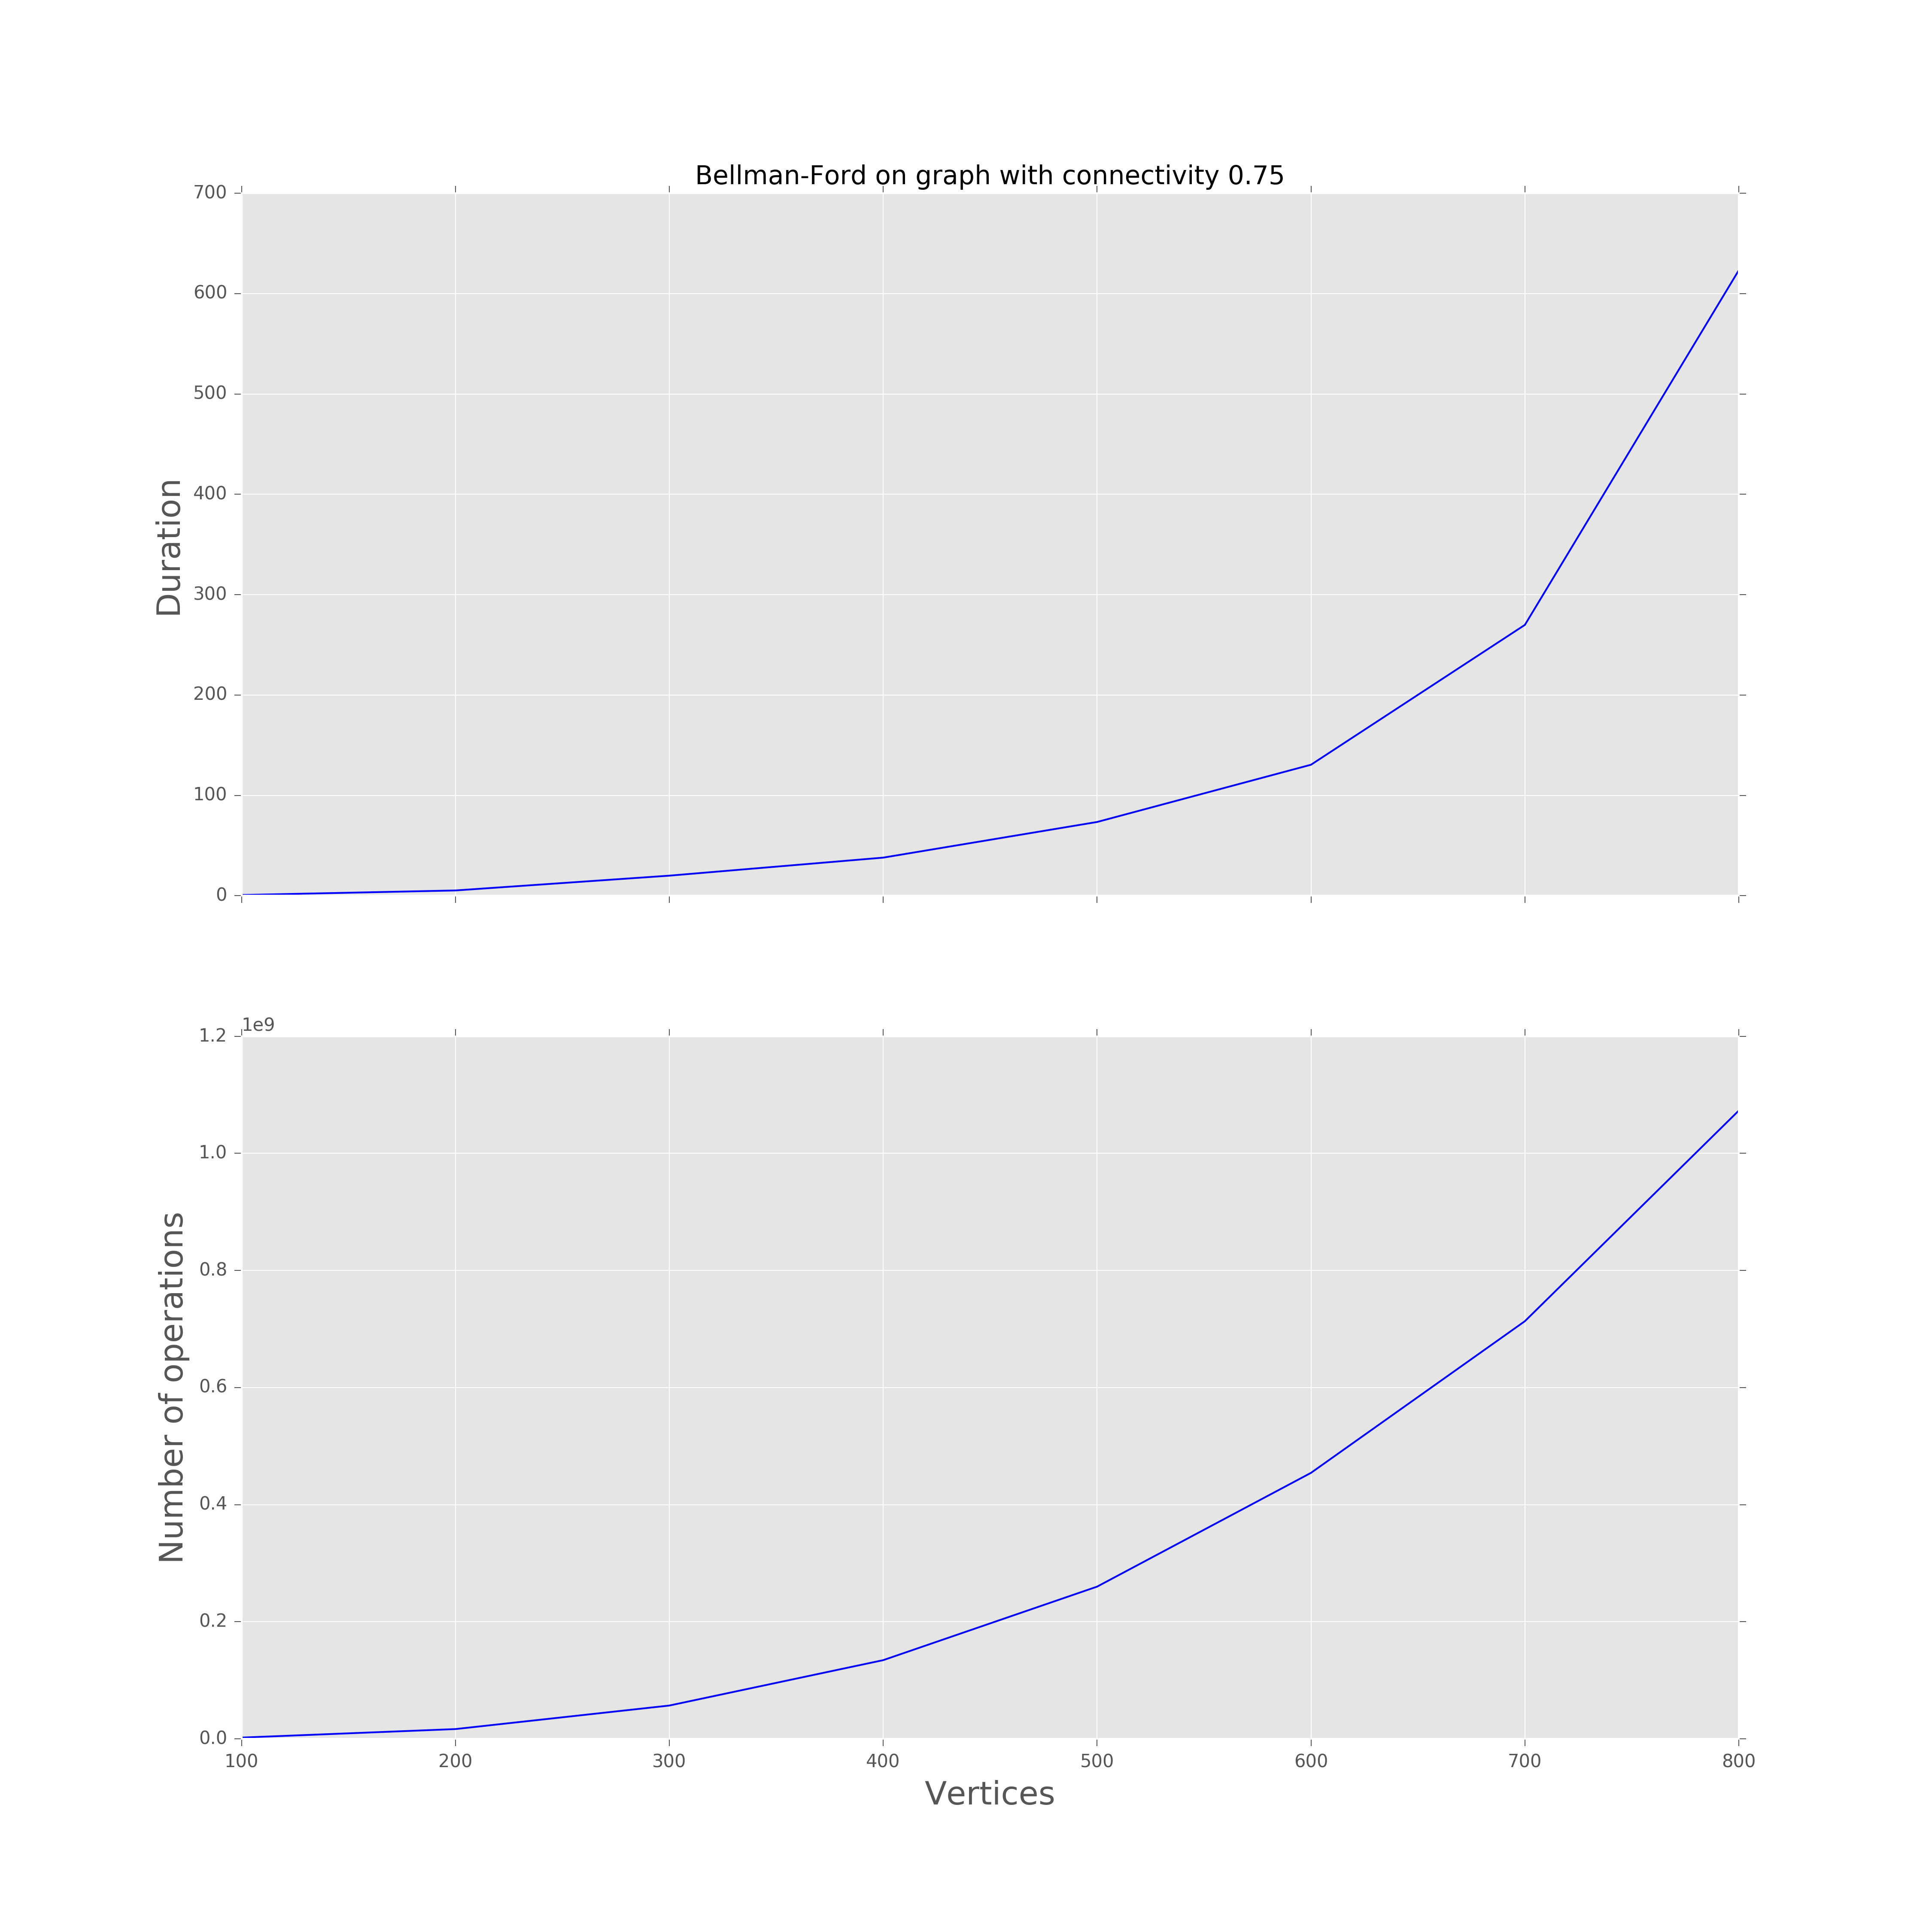 Bellman-Ford on graph with connectivity 0.75
700
600
500
400
300
200
100
0
Duration
1e9
1.2
1.0
0.8
0.6
0.4
0.2
0.0
Number of operations
100 200 300 400 500 600 700 800
Vertices